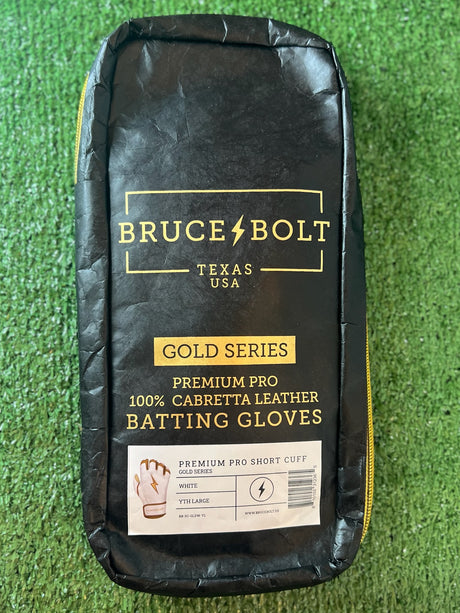 BRUCE BOLT
TEXAS
USA
GOLD SERIES
PREMIUM PRO
100% CABRETTA LEATHER
BATTING GLOVES
PREMIUM PRO SHORT CUFF
GOLD SERIES
WHITE
YTH LARGE